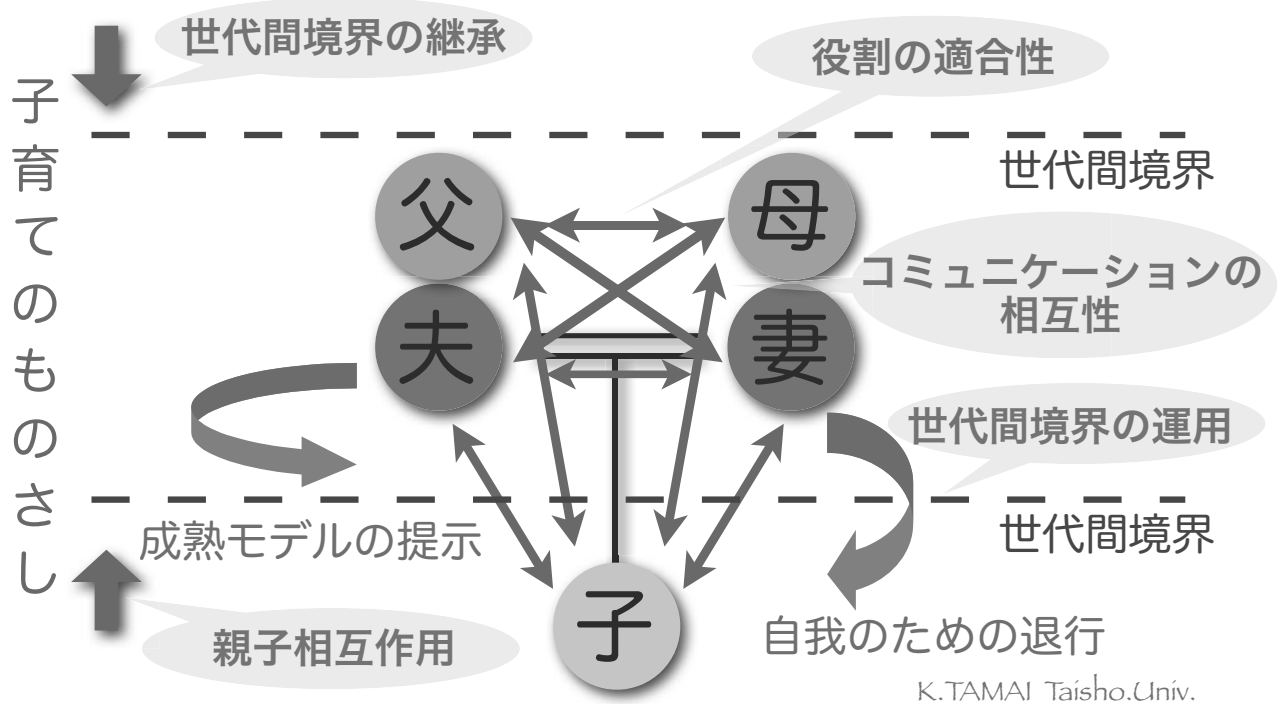 世代間境界の継承
役割の適合性
子育てのものさし
世代間境界
父
母
コミュニケーションの
相互性
夫
妻
世代間境界の運用
成熟モデルの提示
世代間境界
子
親子相互作用
自我のための退行
K.TAMAI Taisho.Univ.